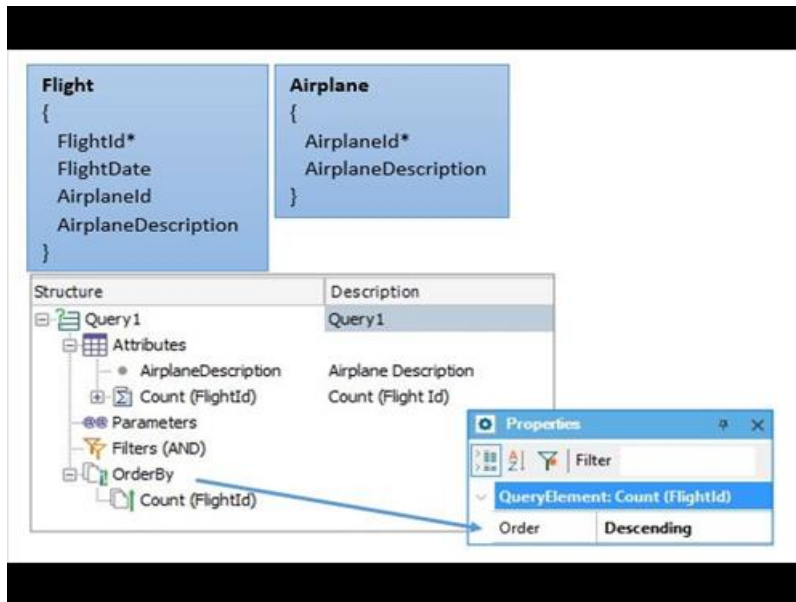 Flight
{
FlightId*
FlightDate
AirplaneId
AirplaneDescription
}
Airplane
{
AirplaneId*
AirplaneDescription
}
Structure Description
Query1 Query1
Attributes
AirplaneDescription Airplane Description
Count (FlightId) Count (Flight Id)
Parameters
Filters (AND)
OrderBy
Count (FlightId)
Properties
Filter
QueryElement: Count (FlightId)
Order Descending